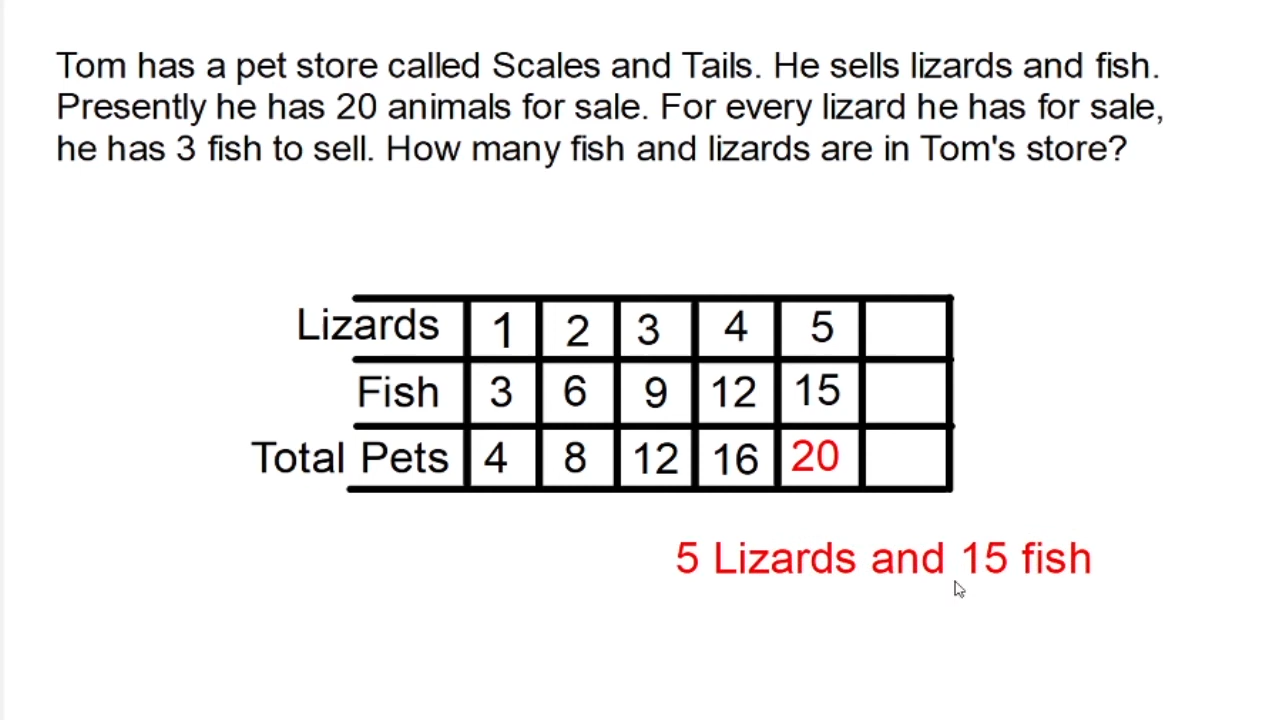 Tom has a pet store called Scales and Tails. He sells lizards and fish.
Presently he has 20 animals for sale. For every lizard he has for sale,
he has 3 fish to sell. How many fish and lizards are in Tom's store?
Lizards 1 2 3 4 5
Fish 3 6 9 12 15
Total Pets 4 8 12 16 20
5 Lizards and 15 fish